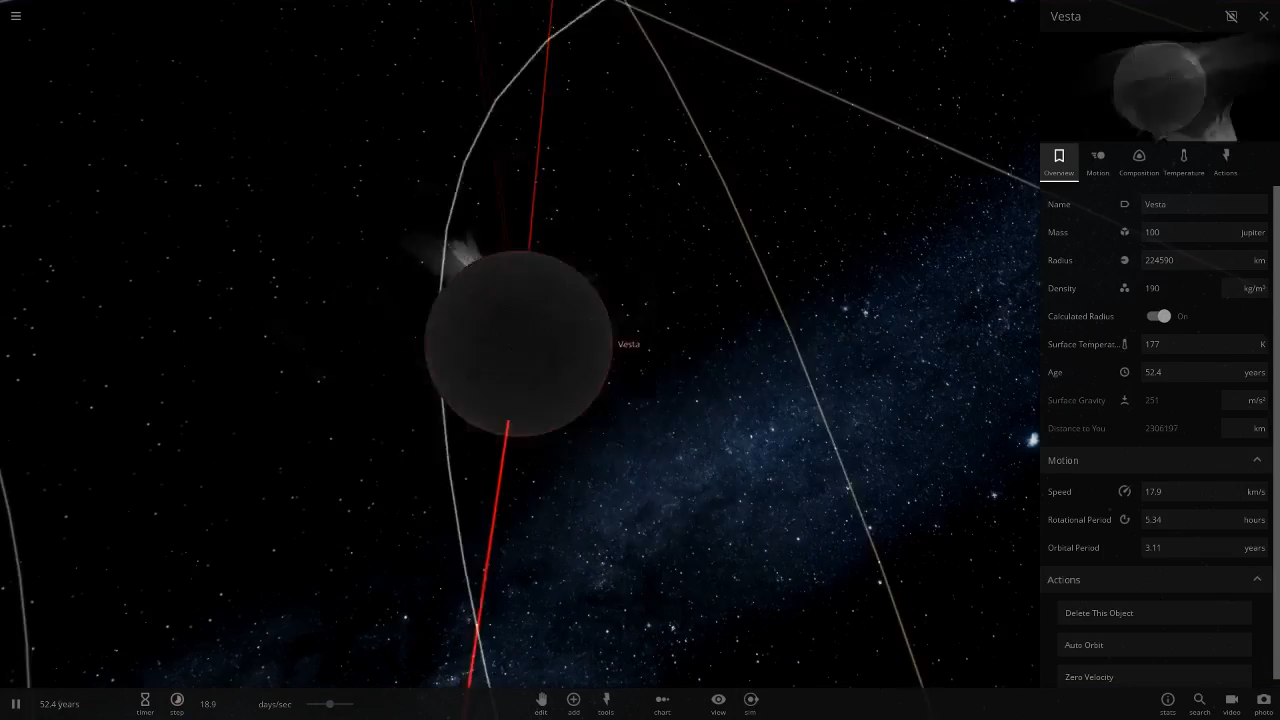 Vesta
Overview
Motion
Composition
Temperature
Actions
Name Vesta
Mass 100 jupiter
Radius 224590 km
Density 190 kg/m³
Calculated Radius On
Vesta
Surface Temperat... 177 K
Age 52.4 years
Surface Gravity 251 m/s²
Distance to You 2306197 km
Motion
Speed 17.9 km/s
Rotational Period 5.34 hours
Orbital Period 3.11 years
Actions
Delete This Object
Auto Orbit
Zero Velocity
52.4 years
timer
step
18.9 days/sec
edit
add
tools
chart
view
sim
stats
search
video
photo